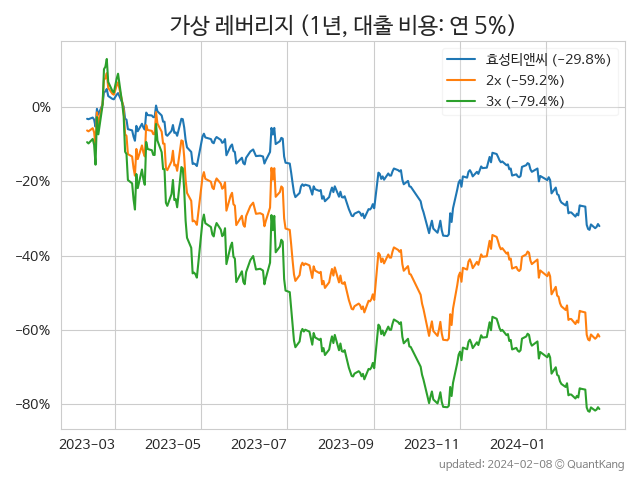 가상 레버리지 (1년, 대출 비용: 연 5%)
효성티앤씨 (−29.8%)
2x (−59.2%)
3x (−79.4%)
0%
−20%
−40%
−60%
−80%
2023-03 2023-05 2023-07 2023-09 2023-11 2024-01
updated: 2024-02-08 © QuantKang